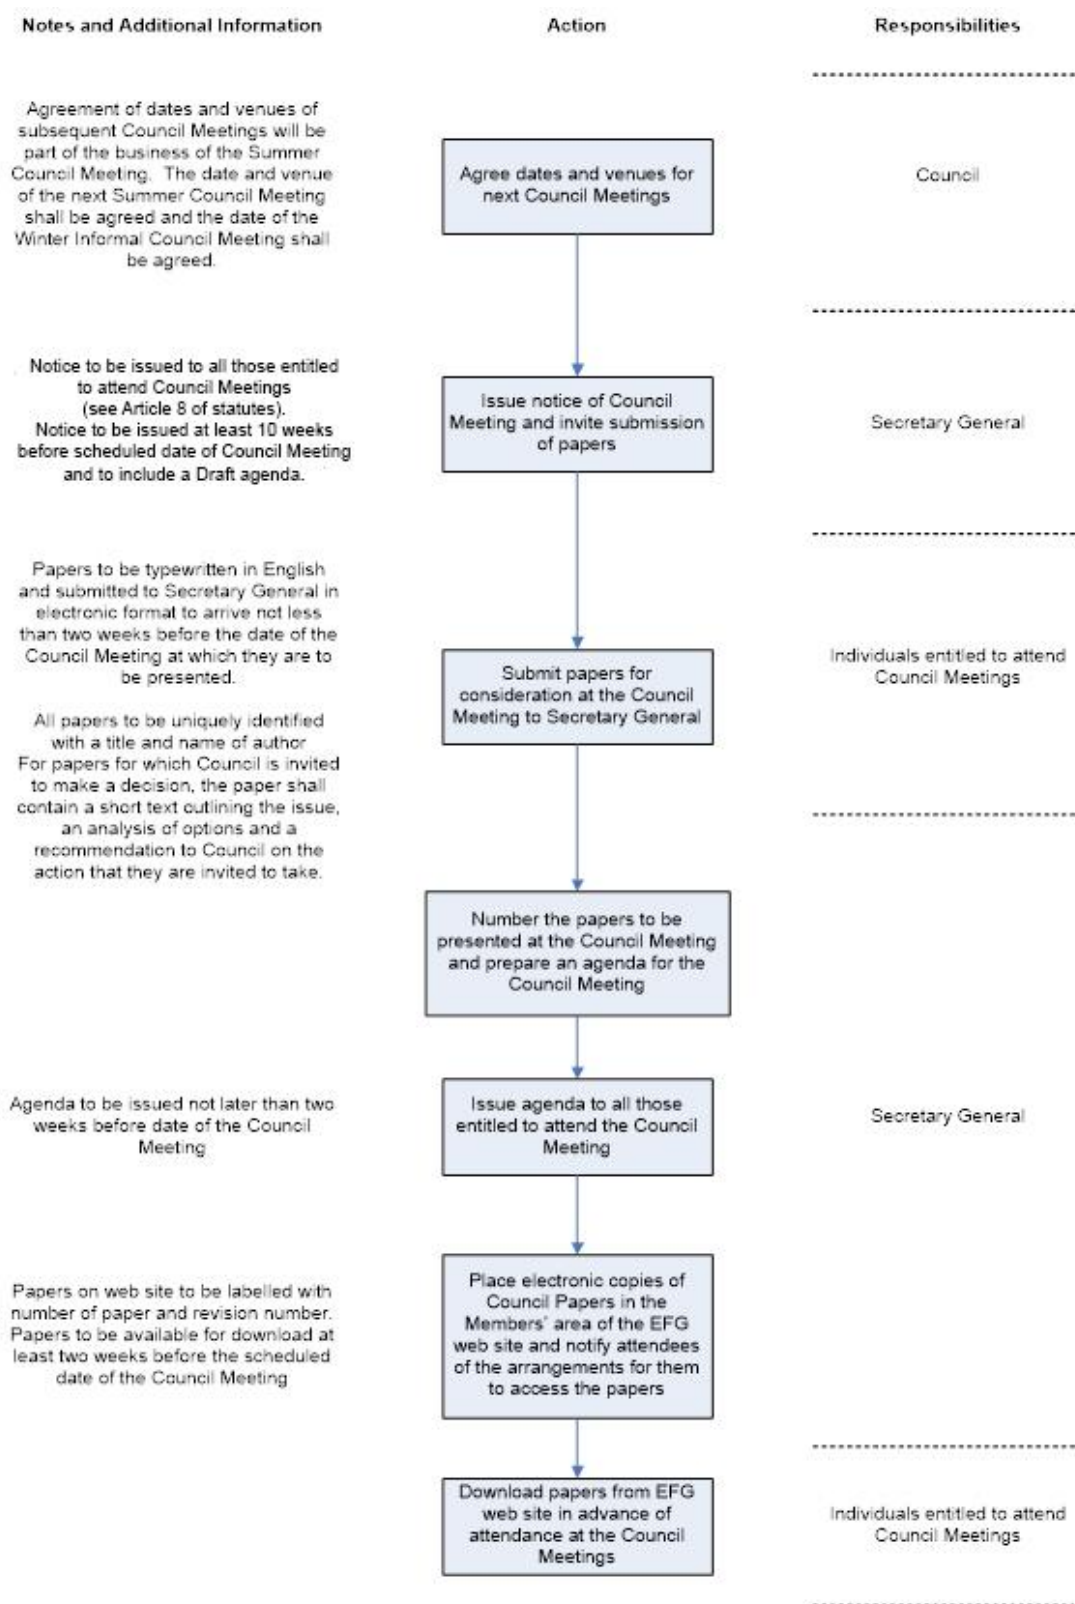 Notes and Additional Information
Action
Responsibilities
Agreement of dates and venues of
subsequent Council Meetings will be
part of the business of the Summer
Council Meeting. The date and venue
of the next Summer Council Meeting
shall be agreed and the date of the
Winter Informal Council Meeting shall
be agreed.
Agree dates and venues for
next Council Meetings
Council
Notice to be issued to all those entitled
to attend Council Meetings
(see Article 8 of statutes).
Notice to be issued at least 10 weeks
before scheduled date of Council Meeting
and to include a Draft agenda.
Issue notice of Council
Meeting and invite submission
of papers
Secretary General
Papers to be typewritten in English
and submitted to Secretary General in
electronic format to arrive not less
than two weeks before the date of the
Council Meeting at which they are to
be presented.
All papers to be uniquely identified
with a title and name of author
For papers for which Council is invited
to make a decision, the paper shall
contain a short text outlining the issue,
an analysis of options and a
recommendation to Council on the
action that they are invited to take.
Submit papers for
consideration at the Council
Meeting to Secretary General
Individuals entitled to attend
Council Meetings
Number the papers to be
presented at the Council Meeting
and prepare an agenda for the
Council Meeting
Agenda to be issued not later than two
weeks before date of the Council
Meeting
Issue agenda to all those
entitled to attend the Council
Meeting
Secretary General
Papers on web site to be labelled with
number of paper and revision number.
Papers to be available for download at
least two weeks before the scheduled
date of the Council Meeting
Place electronic copies of
Council Papers in the
Members' area of the EFG
web site and notify attendees
of the arrangements for them
to access the papers
Download papers from EFG
web site in advance of
attendance at the Council
Meetings
Individuals entitled to attend
Council Meetings